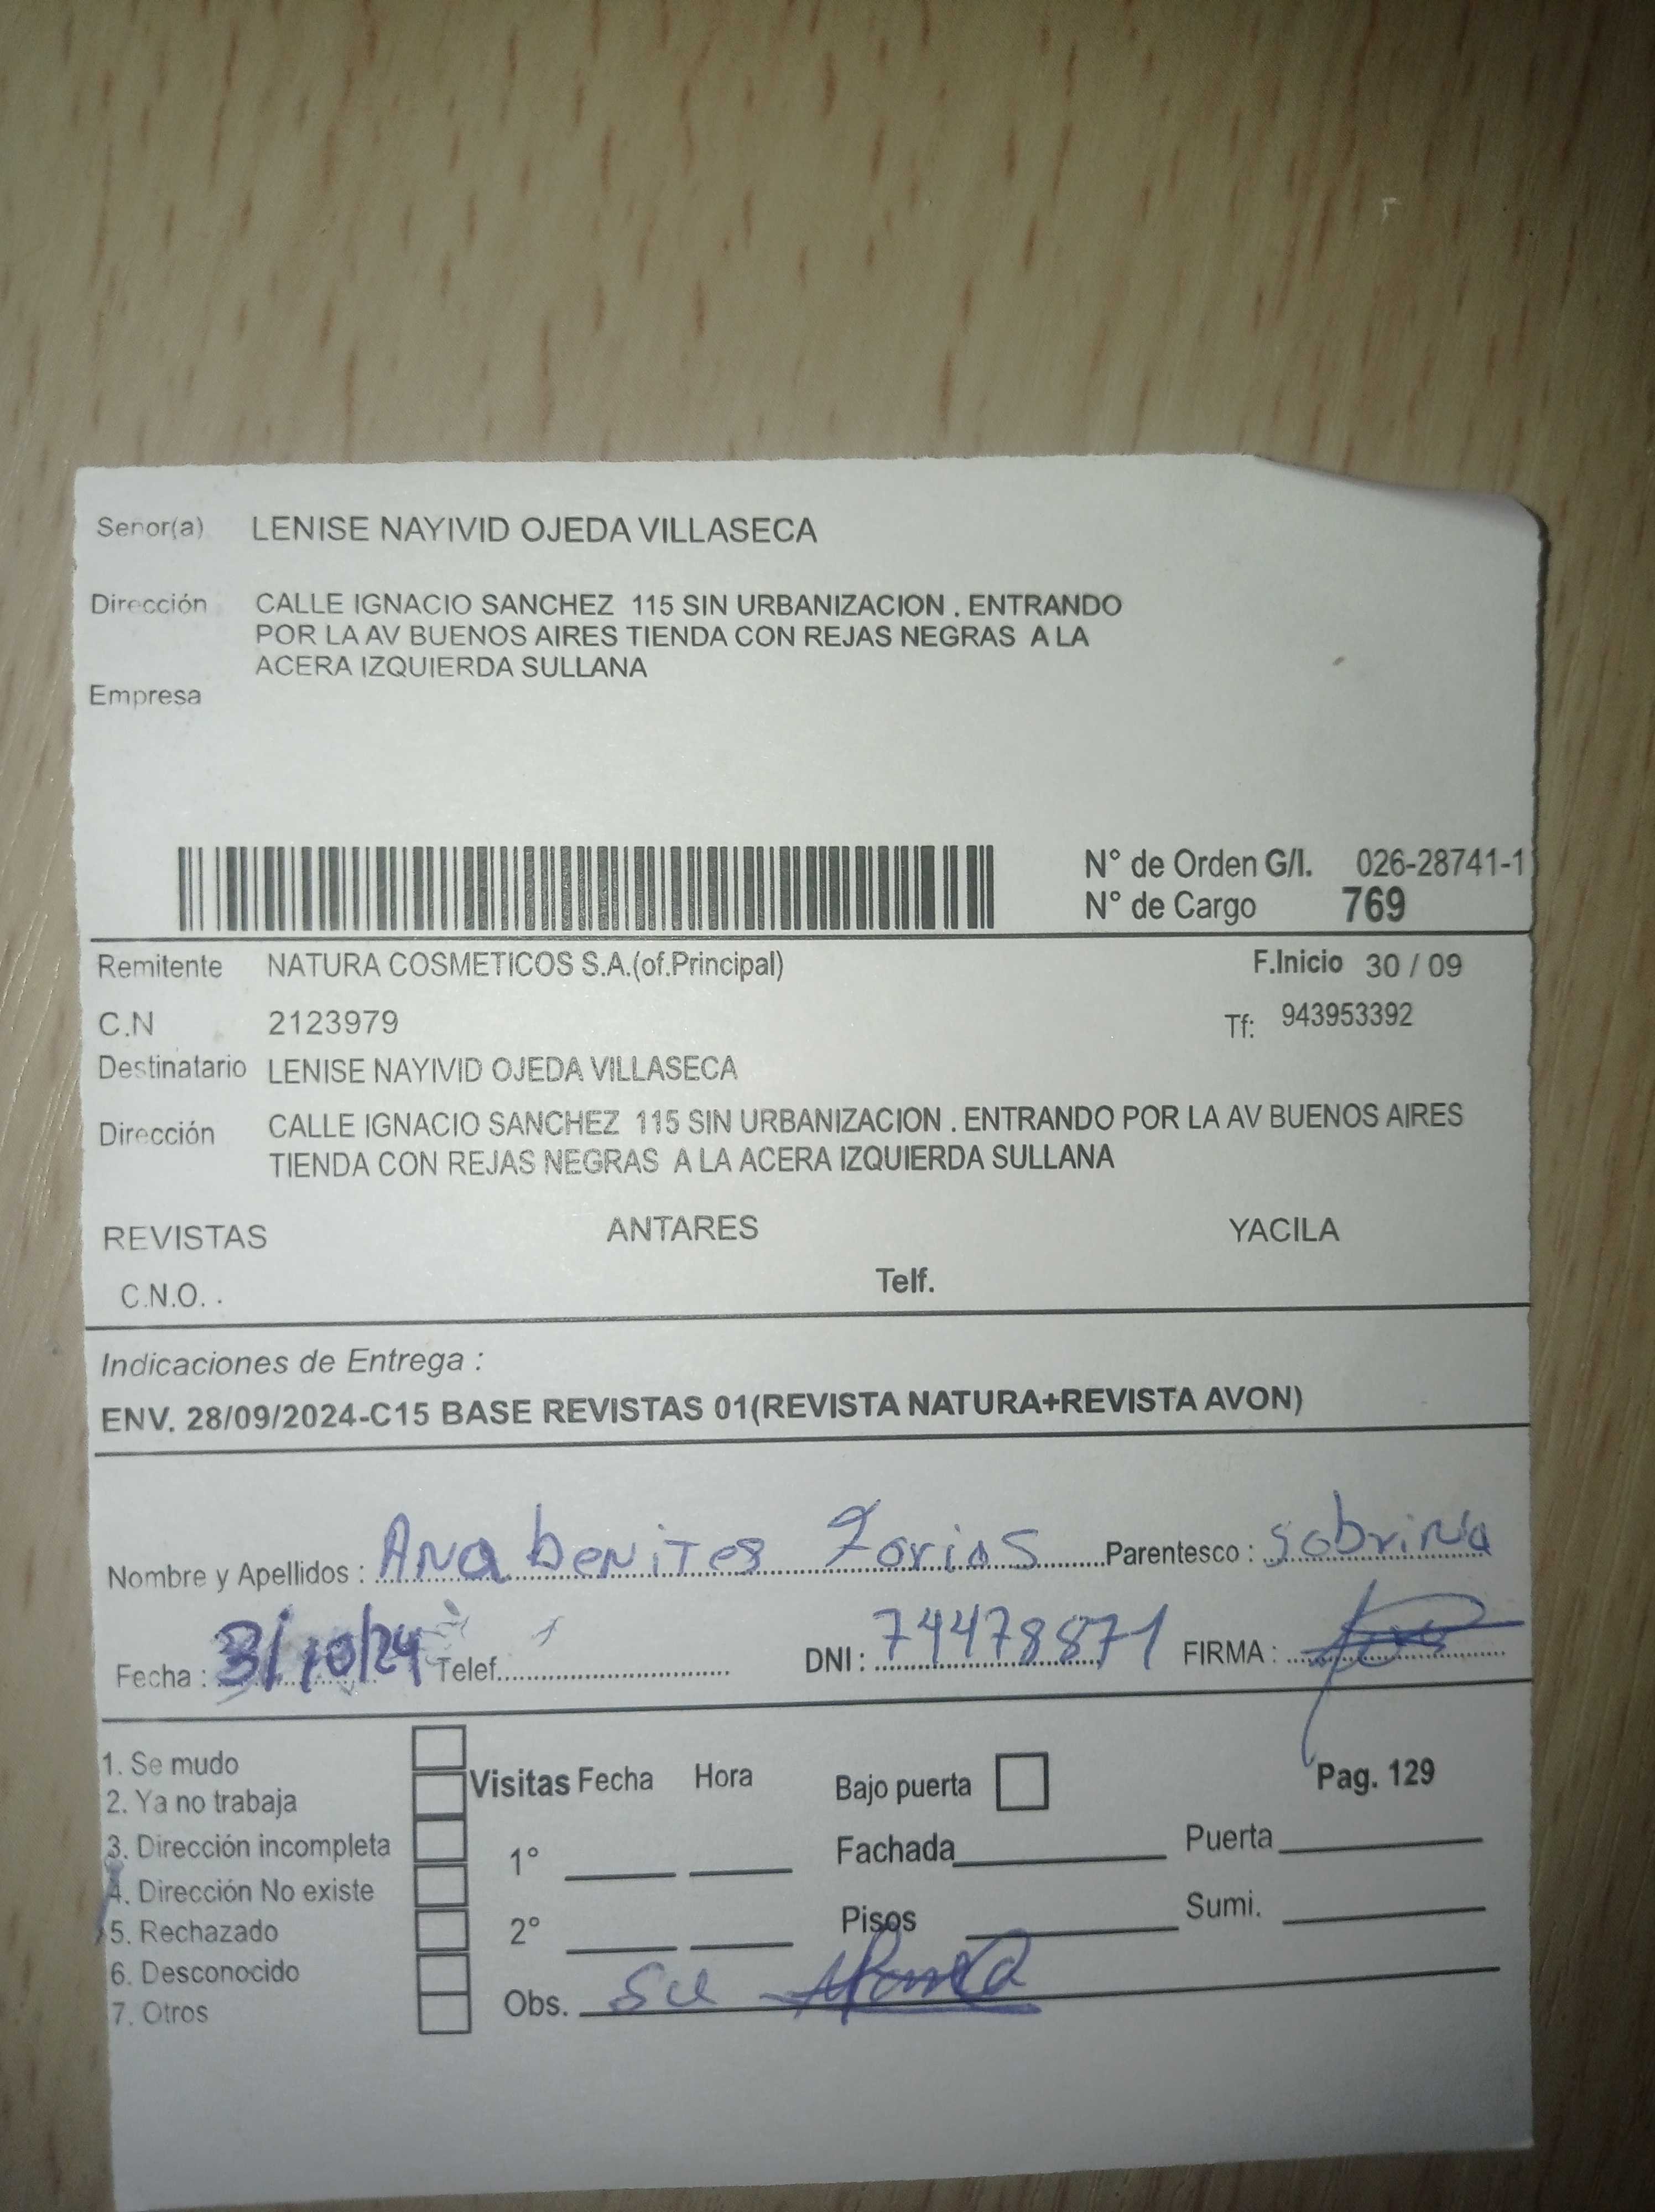 Señor(a) LENISE NAYIVID OJEDA VILLASECA
Dirección CALLE IGNACIO SANCHEZ 115 SIN URBANIZACION . ENTRANDO
POR LA AV BUENOS AIRES TIENDA CON REJAS NEGRAS A LA
ACERA IZQUIERDA SULLANA
Empresa
N° de Orden G/I. 026-28741-1
N° de Cargo 769
Remitente NATURA COSMETICOS S.A.(of.Principal) F.Inicio 30 / 09
C.N 2123979 Tf: 943953392
Destinatario LENISE NAYIVID OJEDA VILLASECA
Dirección CALLE IGNACIO SANCHEZ 115 SIN URBANIZACION . ENTRANDO POR LA AV BUENOS AIRES
TIENDA CON REJAS NEGRAS A LA ACERA IZQUIERDA SULLANA
REVISTAS ANTARES YACILA
C.N.O. . Telf.
Indicaciones de Entrega :
ENV. 28/09/2024-C15 BASE REVISTAS 01(REVISTA NATURA+REVISTA AVON)
Nombre y Apellidos : Ana benites Parentesco : sobrina
Fecha : 3/10/24 Telef. DNI : 74478871 FIRMA :
1. Se mudo
2. Ya no trabaja Visitas Fecha Hora Bajo puerta Pag. 129
3. Dirección incompleta 1° Fachada Puerta
4. Dirección No existe
5. Rechazado 2° Pisos Sumi.
6. Desconocido
7. Otros Obs. su